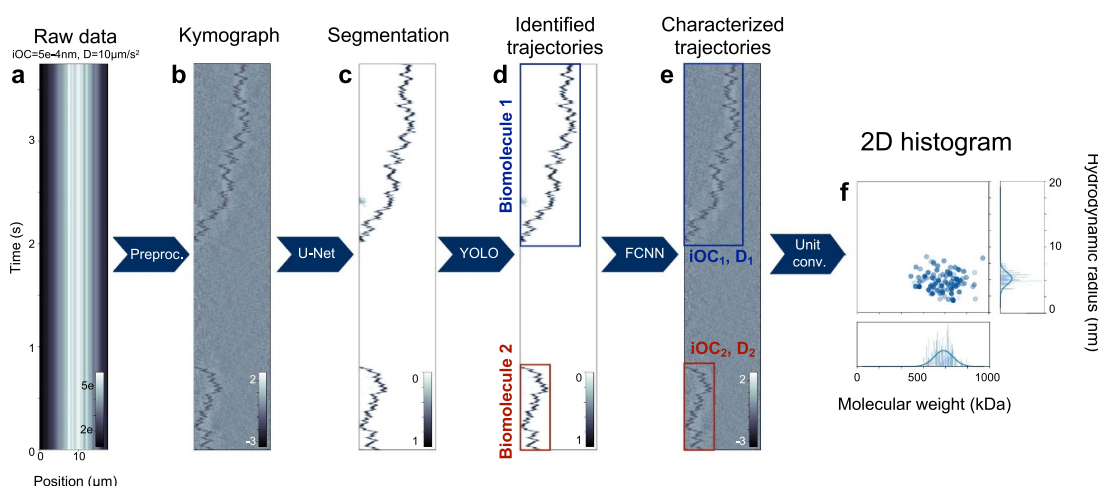 Raw data
iOC=5e-4nm, D=10µm/s²
Kymograph
Segmentation
Identified
trajectories
Characterized
trajectories
a
b
c
d
e
3
2
1
0
Time (s)
5e
2e
0
10
Position (µm)
Preproc.
2
-3
U-Net
0
1
YOLO
Biomolecule 1
Biomolecule 2
0
1
FCNN
iOC₁, D₁
iOC₂, D₂
2
-3
Unit
conv.
2D histogram
f
20
10
0
Hydrodynamic radius (nm)
0
500
1000
Molecular weight (kDa)